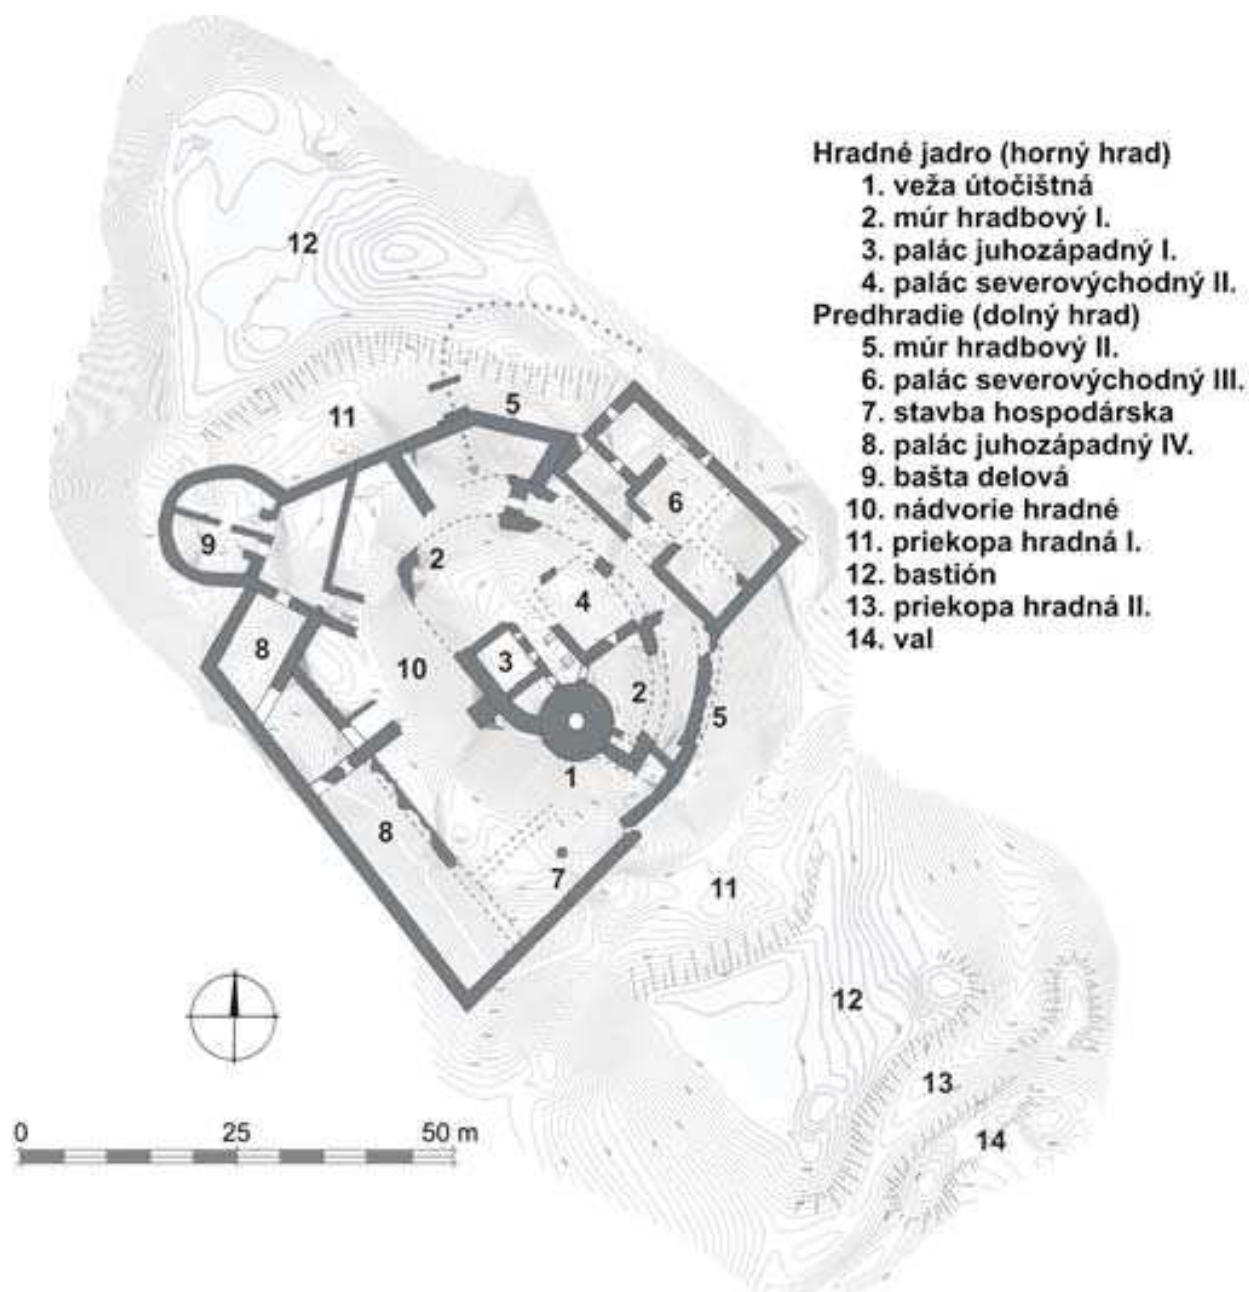 Hradné jadro (horný hrad)
1. veža útočištná
2. múr hradbový I.
3. palác juhozápadný I.
4. palác severovýchodný II.
Predhradie (dolný hrad)
5. múr hradbový II.
6. palác severovýchodný III.
7. stavba hospodárska
8. palác juhozápadný IV.
9. bašta delová
10. nádvorie hradné
11. priekopa hradná I.
12. bastión
13. priekopa hradná II.
14. val
12
11
5
6
9
2
4
8
3
10
2
5
1
8
7
11
12
13
14
0 25 50 m